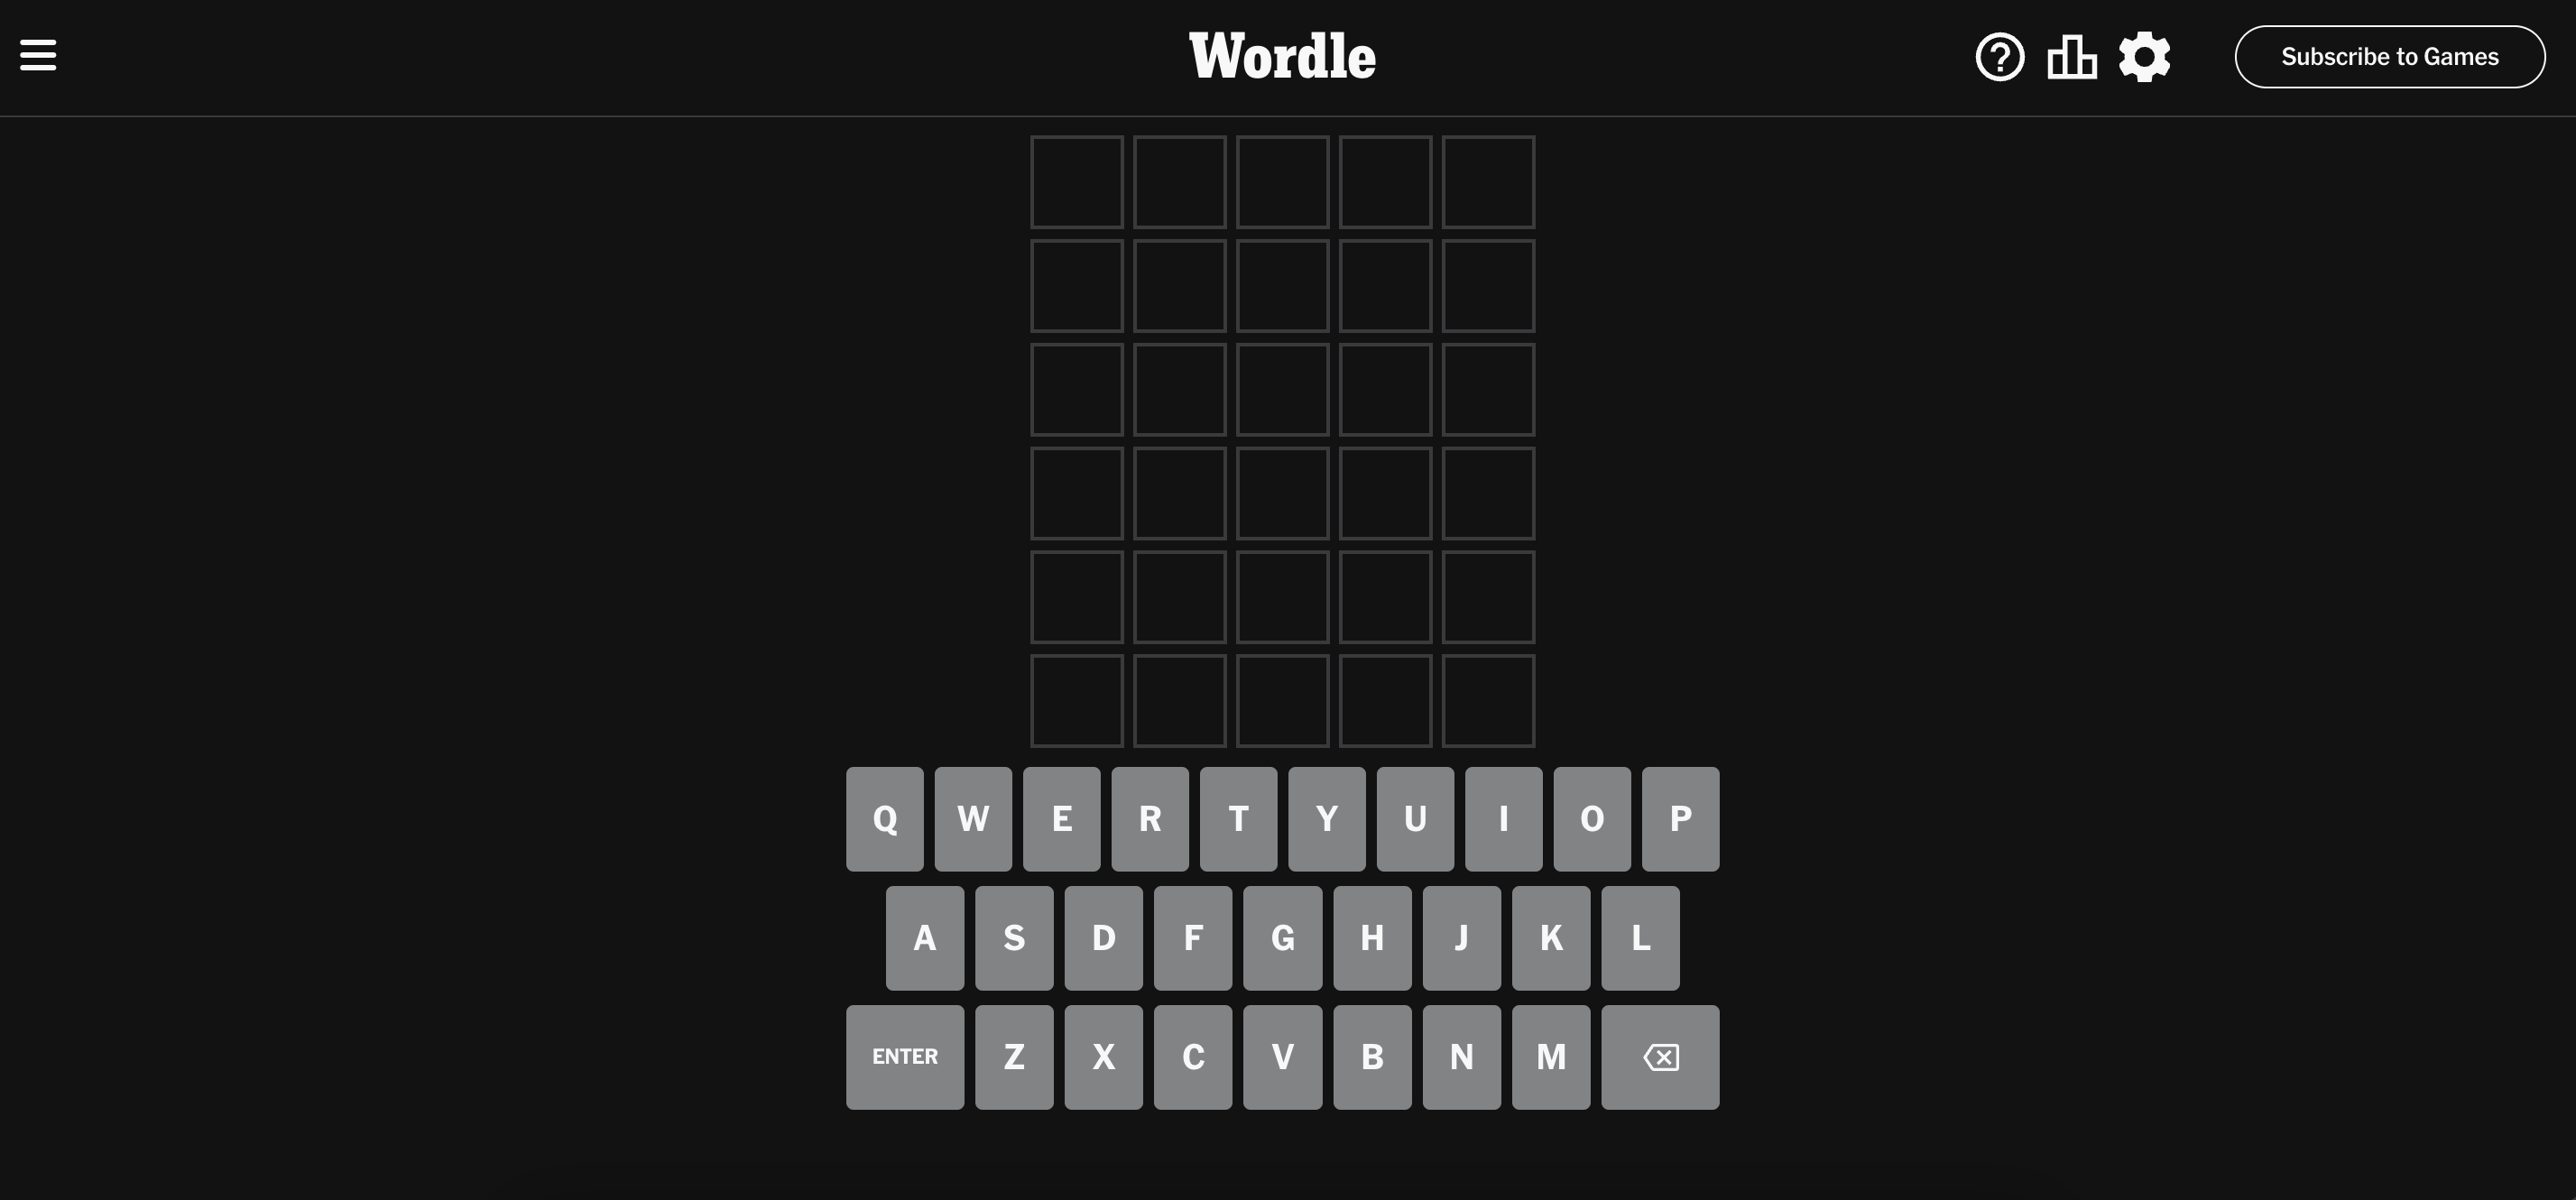 Wordle
Subscribe to Games
Q W E R T Y U I O P
A S D F G H J K L
ENTER Z X C V B N M